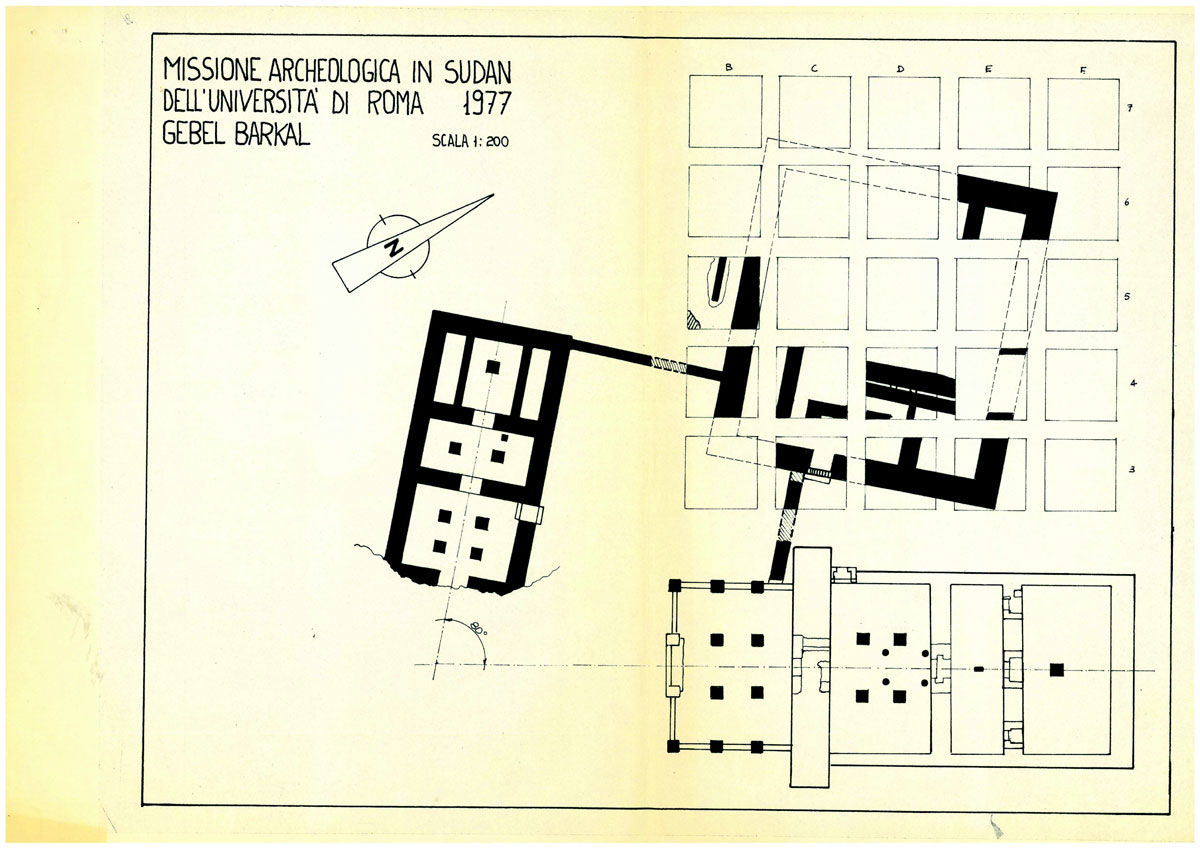 MISSIONE ARCHEOLOGICA IN SUDAN
DELL'UNIVERSITA' DI ROMA 1977
GEBEL BARKAL SCALA 1:200
B C D E F
7
6
5
4
3
N
80°